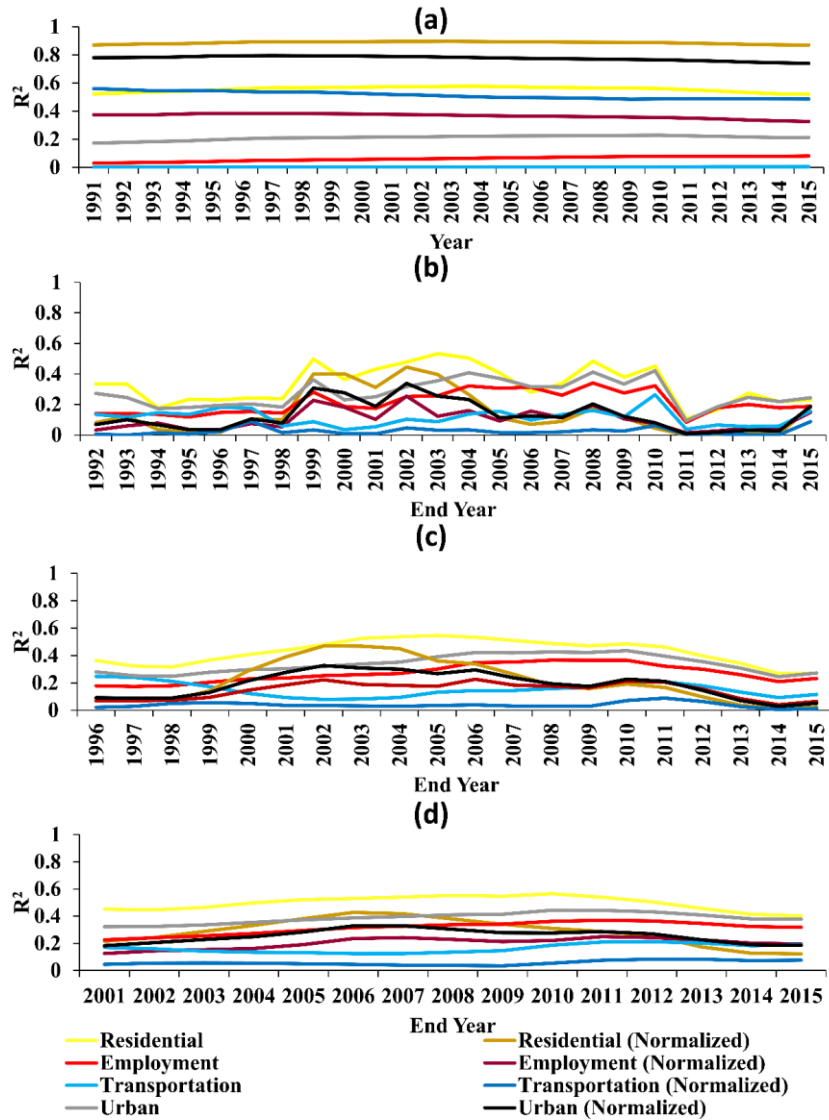 (a)
1
0.8
0.6
0.4
0.2
0
R²
1991 1992 1993 1994 1995 1996 1997 1998 1999 2000 2001 2002 2003 2004 2005 2006 2007 2008 2009 2010 2011 2012 2013 2014 2015
Year
(b)
1
0.8
0.6
0.4
0.2
0
R²
1992 1993 1994 1995 1996 1997 1998 1999 2000 2001 2002 2003 2004 2005 2006 2007 2008 2009 2010 2011 2012 2013 2014 2015
End Year
(c)
1
0.8
0.6
0.4
0.2
0
R²
1996 1997 1998 1999 2000 2001 2002 2003 2004 2005 2006 2007 2008 2009 2010 2011 2012 2013 2014 2015
End Year
(d)
1
0.8
0.6
0.4
0.2
0
R²
2001 2002 2003 2004 2005 2006 2007 2008 2009 2010 2011 2012 2013 2014 2015
End Year
Residential Residential (Normalized)
Employment Employment (Normalized)
Transportation Transportation (Normalized)
Urban Urban (Normalized)